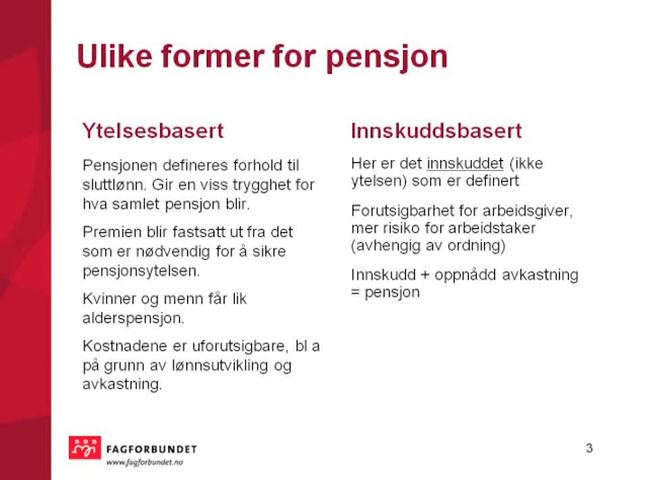 Ulike former for pensjon
Ytelsesbasert
Pensjonen defineres forhold til
sluttlønn. Gir en viss trygghet for
hva samlet pensjon blir.
Premien blir fastsatt ut fra det
som er nødvendig for å sikre
pensjonsytelsen.
Kvinner og menn får lik
alderspensjon.
Kostnadene er uforutsigbare, bl a
på grunn av lønnsutvikling og
avkastning.
Innskuddsbasert
Her er det innskuddet (ikke
ytelsen) som er definert
Forutsigbarhet for arbeidsgiver,
mer risiko for arbeidstaker
(avhengig av ordning)
Innskudd + oppnådd avkastning
= pensjon
FAGFORBUNDET
www.fagforbundet.no
3